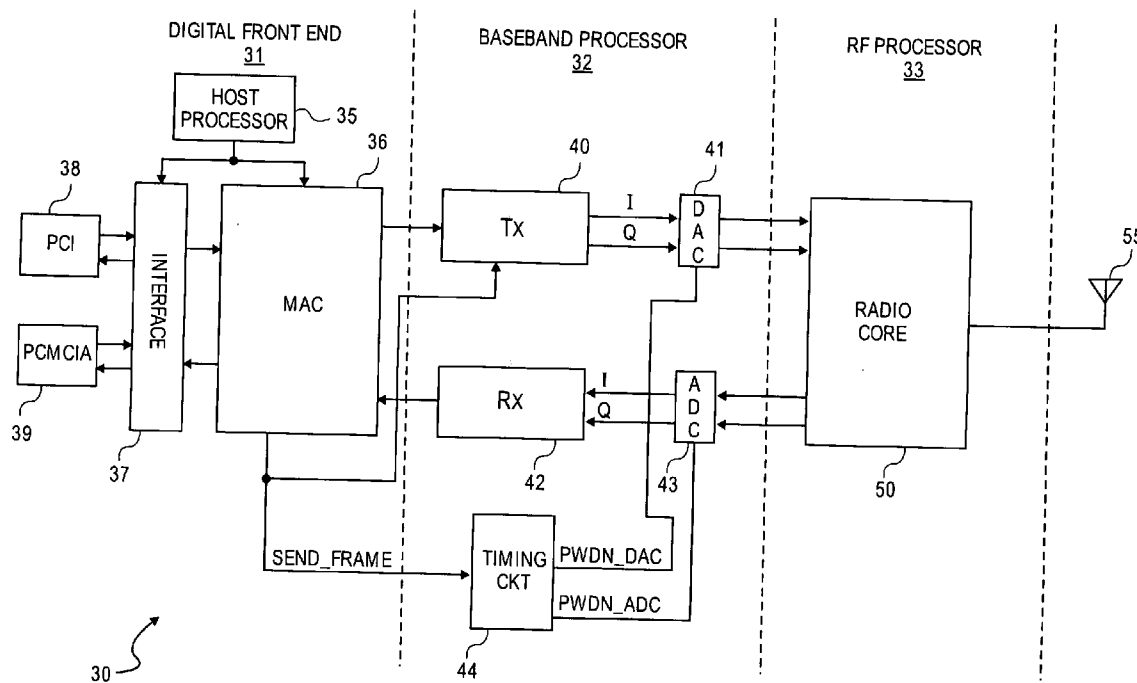 DIGITAL FRONT END
31
BASEBAND PROCESSOR
32
RF PROCESSOR
33
HOST
PROCESSOR
35
36
38
PCI
INTERFACE
MAC
PCMCIA
39
37
40
TX
I
Q
41
DAC
RX
42
I
Q
ADC
43
RADIO
CORE
50
55
SEND_FRAME
TIMING
CKT
44
PWDN_DAC
PWDN_ADC
30